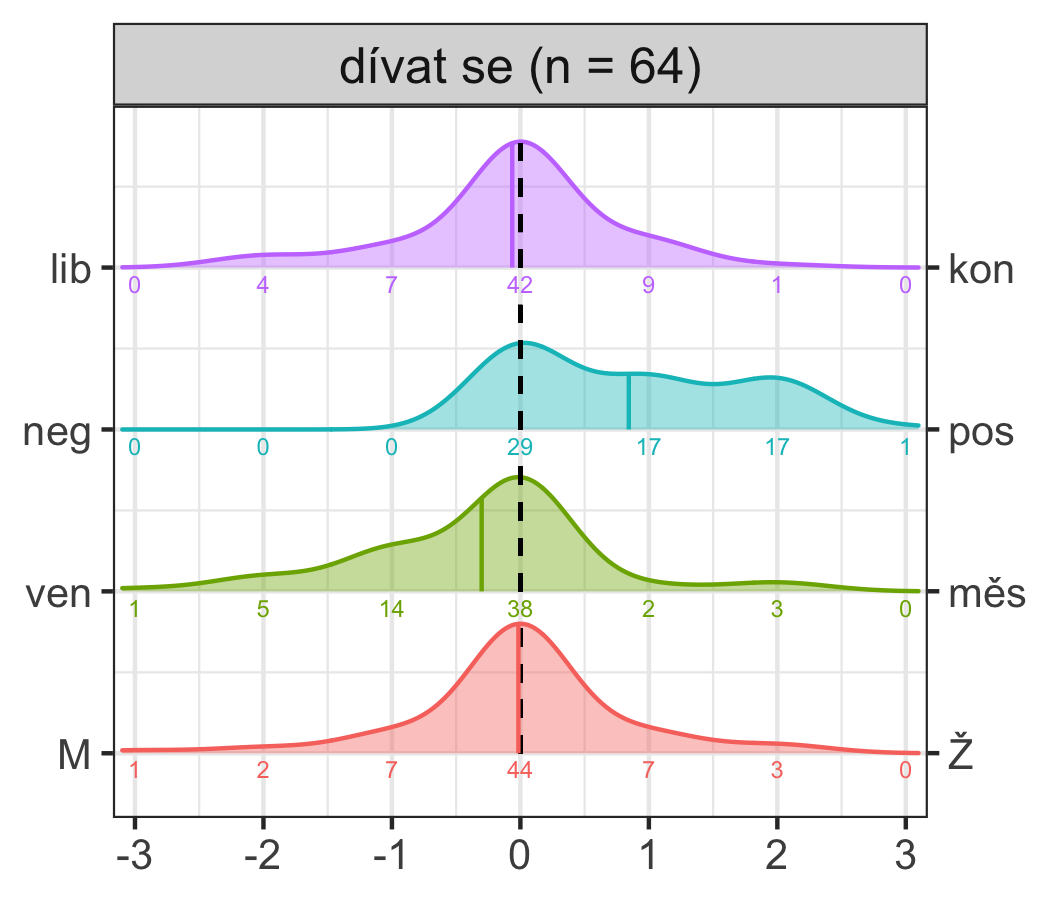 dívat se (n = 64)
lib kon
0 4 7 42 9 1 0
neg pos
0 0 0 29 17 17 1
ven měs
1 5 14 38 2 3 0
M Ž
1 2 7 44 7 3 0
-3 -2 -1 0 1 2 3